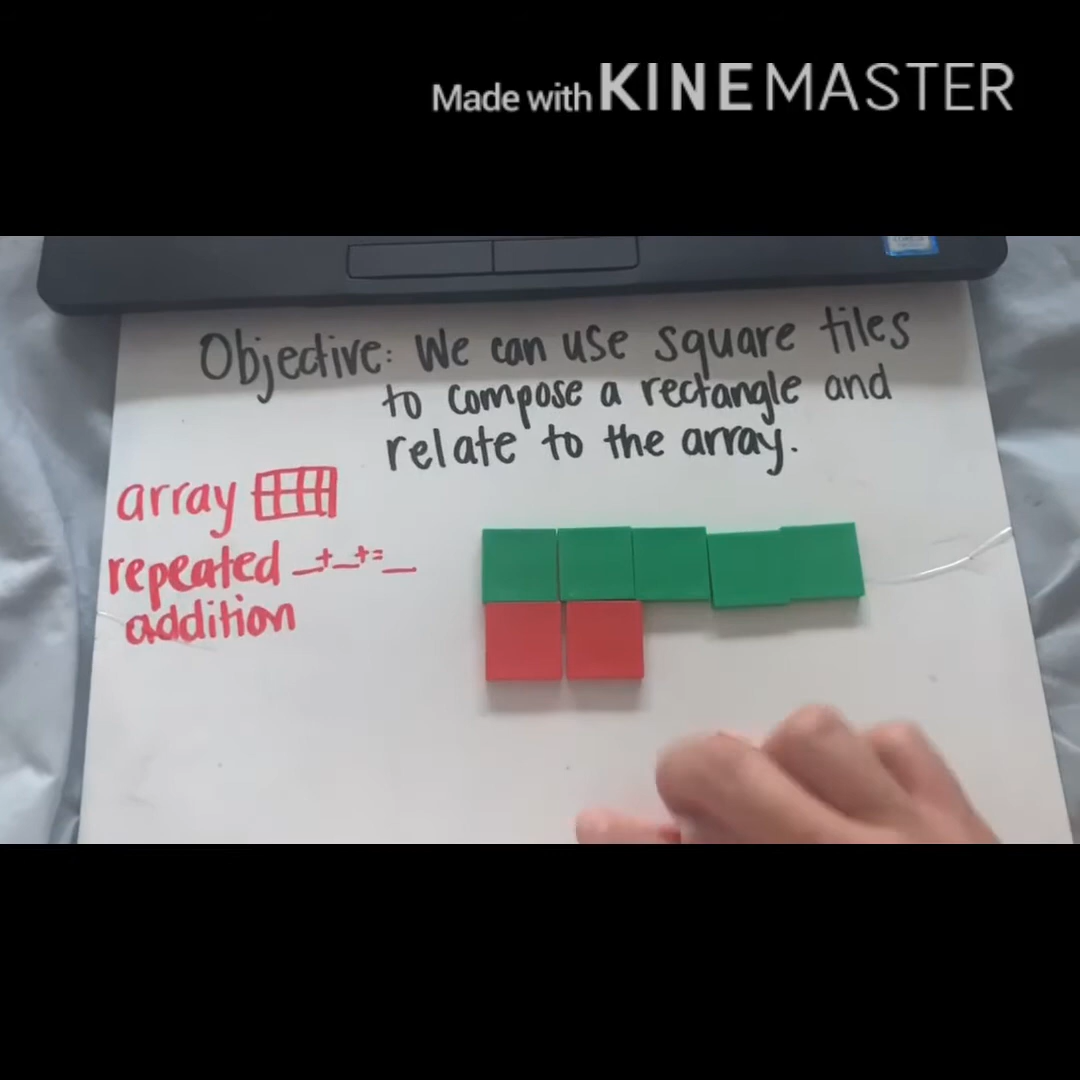 Made with KINEMASTER
Objective: We can use square tiles
to compose a rectangle and
relate to the array.
array
repeated _+_+=_
addition